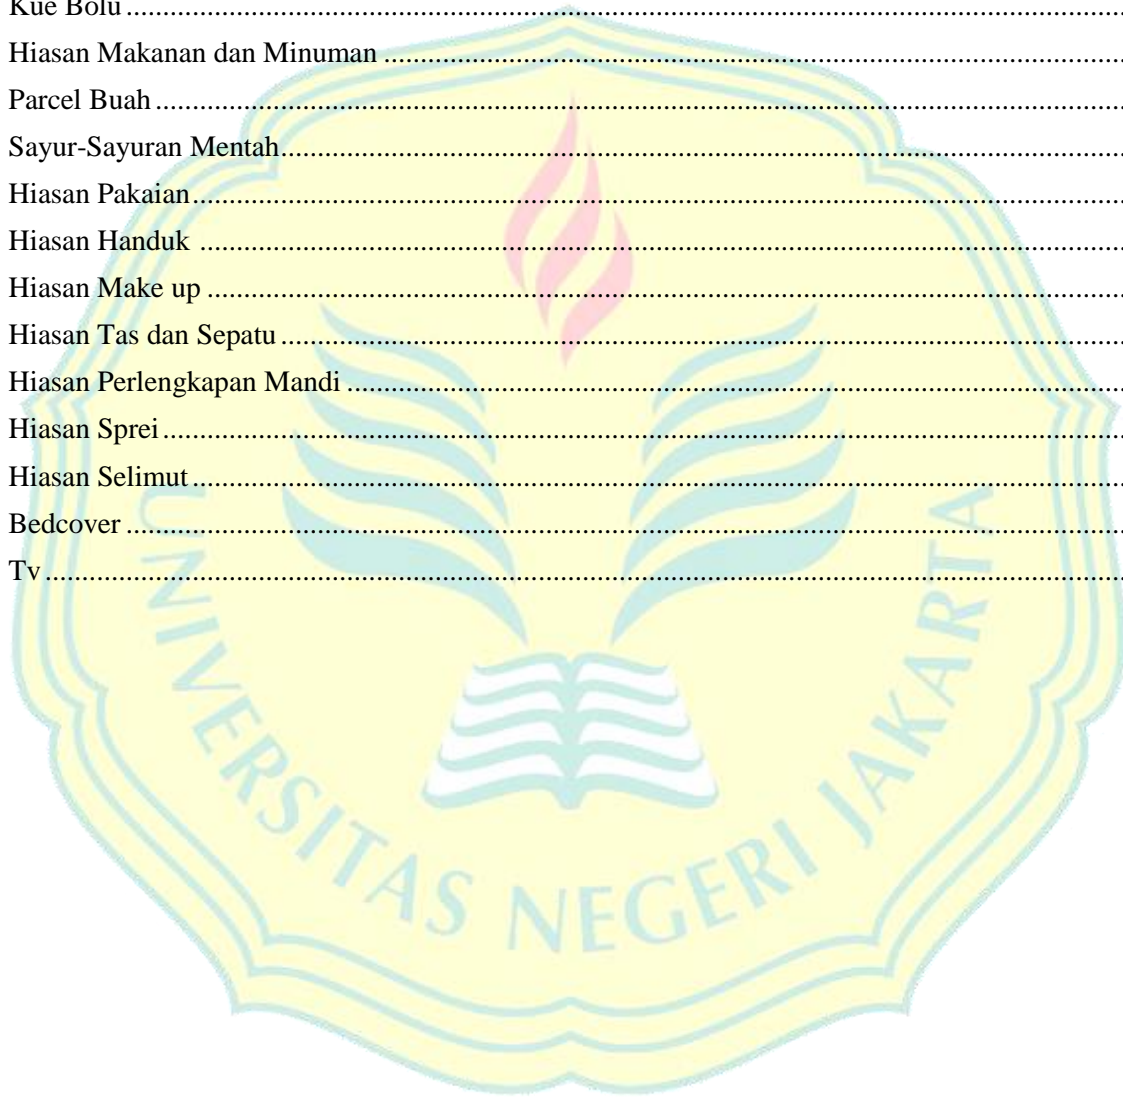 Kue Bolu ........................................................................................................................................
Hiasan Makanan dan Minuman ....................................................................................................
Parcel Buah ....................................................................................................................................
Sayur-Sayuran Mentah...................................................................................................................
Hiasan Pakaian...............................................................................................................................
Hiasan Handuk ..............................................................................................................................
Hiasan Make up .............................................................................................................................
Hiasan Tas dan Sepatu ...................................................................................................................
Hiasan Perlengkapan Mandi ..........................................................................................................
Hiasan Sprei ...................................................................................................................................
Hiasan Selimut ...............................................................................................................................
Bedcover ........................................................................................................................................
Tv ...................................................................................................................................................
UNIVERSITAS NEGERI JAKARTA